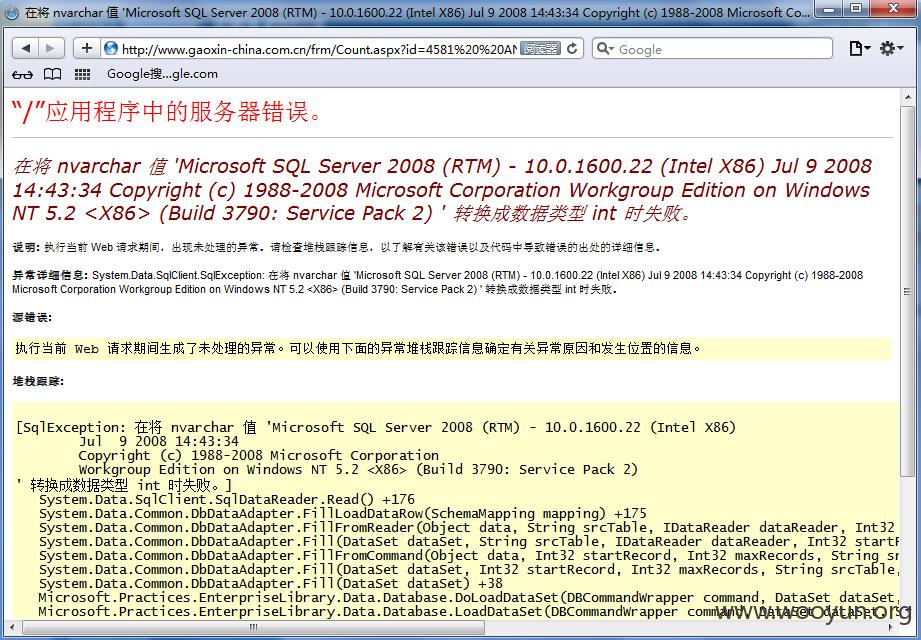 在将 nvarchar 值 'Microsoft SQL Server 2008 (RTM) - 10.0.1600.22 (Intel X86) Jul 9 2008 14:43:34 Copyright (c) 1988-2008 Microsoft Co...
http://www.gaoxin-china.com.cn/frm/Count.aspx?id=4581%20%20AN 阅读器 Google
Google搜...gle.com
“/”应用程序中的服务器错误。
在将 nvarchar 值 'Microsoft SQL Server 2008 (RTM) - 10.0.1600.22 (Intel X86) Jul 9 2008
14:43:34 Copyright (c) 1988-2008 Microsoft Corporation Workgroup Edition on Windows
NT 5.2 <X86> (Build 3790: Service Pack 2) ' 转换成数据类型 int 时失败。
说明: 执行当前 Web 请求期间，出现未处理的异常。请检查堆栈跟踪信息，以了解有关该错误以及代码中导致错误的出处的详细信息。
异常详细信息: System.Data.SqlClient.SqlException: 在将 nvarchar 值 'Microsoft SQL Server 2008 (RTM) - 10.0.1600.22 (Intel X86) Jul 9 2008 14:43:34 Copyright (c) 1988-2008
Microsoft Corporation Workgroup Edition on Windows NT 5.2 <X86> (Build 3790: Service Pack 2) ' 转换成数据类型 int 时失败。
源错误:
执行当前 Web 请求期间生成了未处理的异常。可以使用下面的异常堆栈跟踪信息确定有关异常原因和发生位置的信息。
堆栈跟踪:
[SqlException: 在将 nvarchar 值 'Microsoft SQL Server 2008 (RTM) - 10.0.1600.22 (Intel X86)
Jul 9 2008 14:43:34
Copyright (c) 1988-2008 Microsoft Corporation
Workgroup Edition on Windows NT 5.2 <X86> (Build 3790: Service Pack 2)
' 转换成数据类型 int 时失败。]
System.Data.SqlClient.SqlDataReader.Read() +176
System.Data.Common.DbDataAdapter.FillLoadDataRow(SchemaMapping mapping) +175
System.Data.Common.DbDataAdapter.FillFromReader(Object data, String srcTable, IDataReader dataReader, Int32
System.Data.Common.DbDataAdapter.Fill(DataSet dataSet, String srcTable, IDataReader dataReader, Int32 startR
System.Data.Common.DbDataAdapter.FillFromCommand(Object data, Int32 startRecord, Int32 maxRecords, String sr
System.Data.Common.DbDataAdapter.Fill(DataSet dataSet, Int32 startRecord, Int32 maxRecords, String srcTable,
System.Data.Common.DbDataAdapter.Fill(DataSet dataSet) +38
Microsoft.Practices.EnterpriseLibrary.Data.Database.DoLoadDataSet(DBCommandWrapper command, DataSet dataSet,
Microsoft.Practices.EnterpriseLibrary.Data.Database.LoadDataSet(DBCommandWrapper command, DataSet dataSet,
www.wooyun.org